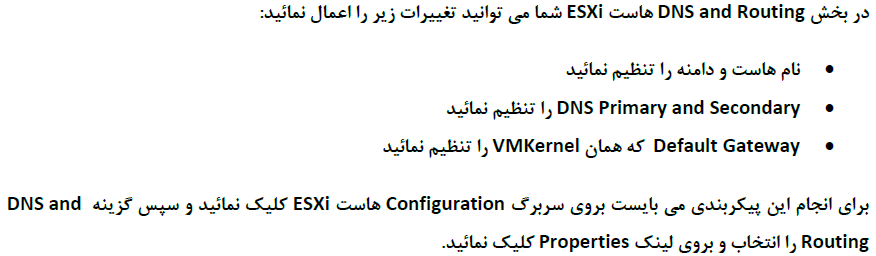 در بخش DNS and Routing هاست ESXi شما می توانید تغییرات زیر را اعمال نمائید:
• نام هاست و دامنه را تنظیم نمائید
• DNS Primary and Secondary را تنظیم نمائید
• Default Gateway که همان VMKernel را تنظیم نمائید
برای انجام این پیکربندی می بایست بروی سربرگ Configuration هاست ESXi کلیک نمائید و سپس گزینه DNS and
Routing را انتخاب و بروی لینک Properties کلیک نمائید.